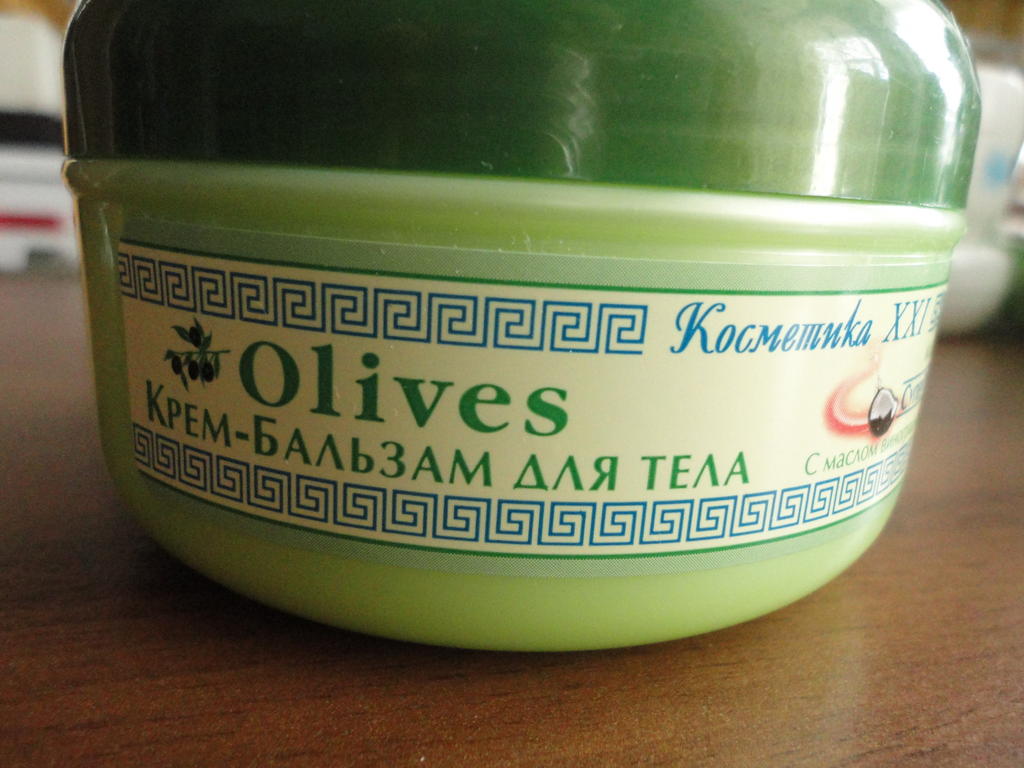 Косметика XXI
Olives
Крем-Бальзам для тела
С маслом